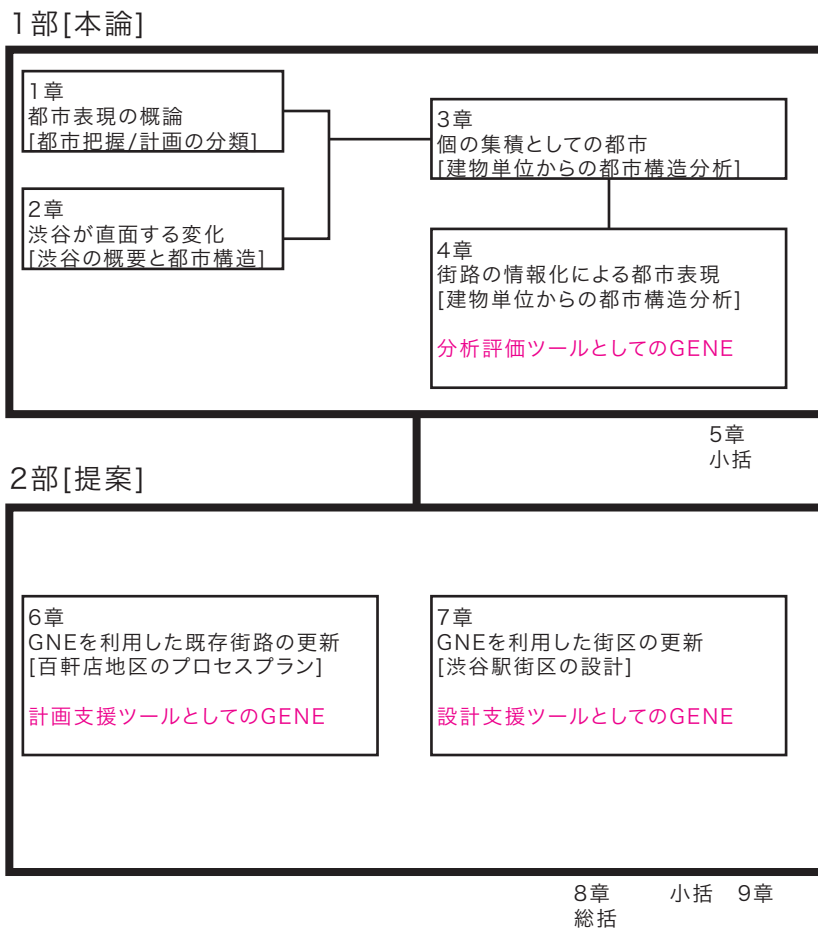 1部[本論]
1章
都市表現の概論
[都市把握/計画の分類]
2章
渋谷が直面する変化
[渋谷の概要と都市構造]
3章
個の集積としての都市
[建物単位からの都市構造分析]
4章
街路の情報化による都市表現
[建物単位からの都市構造分析]
分析評価ツールとしてのGENE
5章
小括
2部[提案]
6章
GNEを利用した既存街路の更新
[百軒店地区のプロセスプラン]
計画支援ツールとしてのGENE
7章
GNEを利用した街区の更新
[渋谷駅街区の設計]
設計支援ツールとしてのGENE
8章 小括 9章
総括